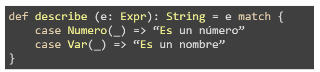 def describe (e: Expr): String = e match {
case Numero(_) => “Es un número”
case Var(_) => “Es un nombre”
}